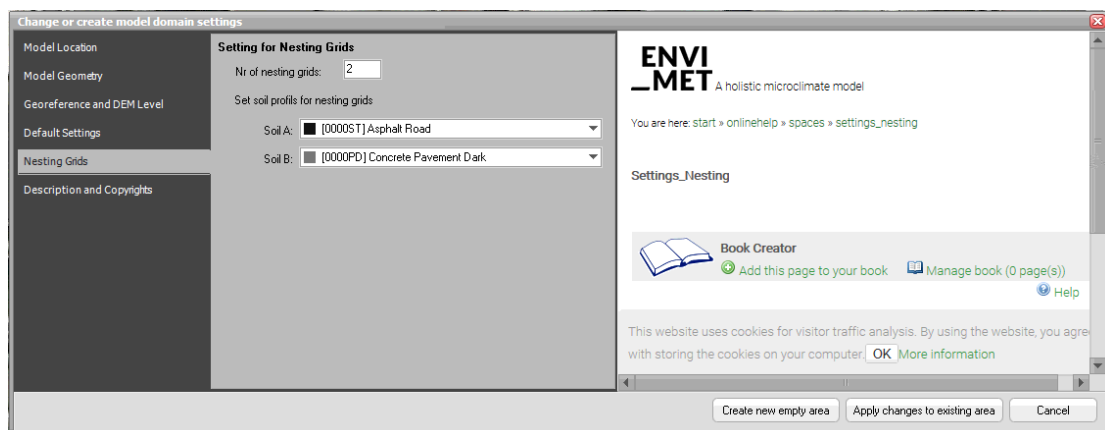 Change or create model domain settings
Model Location
Model Geometry
Georeference and DEM Level
Default Settings
Nesting Grids
Description and Copyrights
Setting for Nesting Grids
Nr of nesting grids: 2
Set soil profils for nesting grids
Soil A: [0000ST] Asphalt Road
Soil B: [0000PD] Concrete Pavement Dark
ENVI
_MET A holistic microclimate model
You are here: start » onlinehelp » spaces » settings_nesting
Settings_Nesting
Book Creator
Add this page to your book Manage book (0 page(s))
Help
This website uses cookies for visitor traffic analysis. By using the website, you agre
with storing the cookies on your computer. OK More information
Create new empty area Apply changes to existing area Cancel